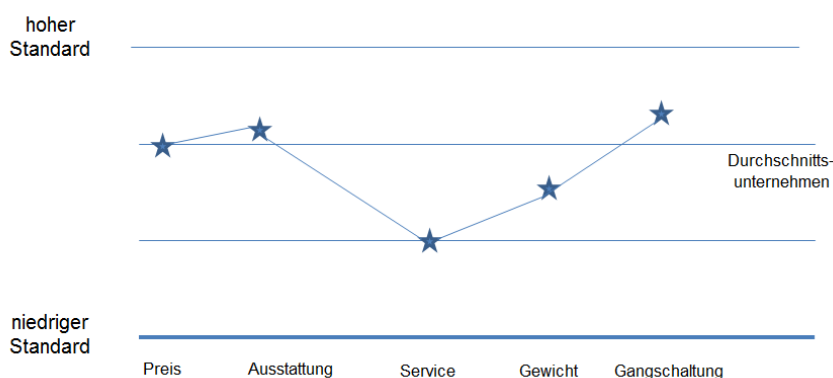 hoher
Standard
Durchschnitts-
unternehmen
niedriger
Standard
Preis Ausstattung Service Gewicht Gangschaltung